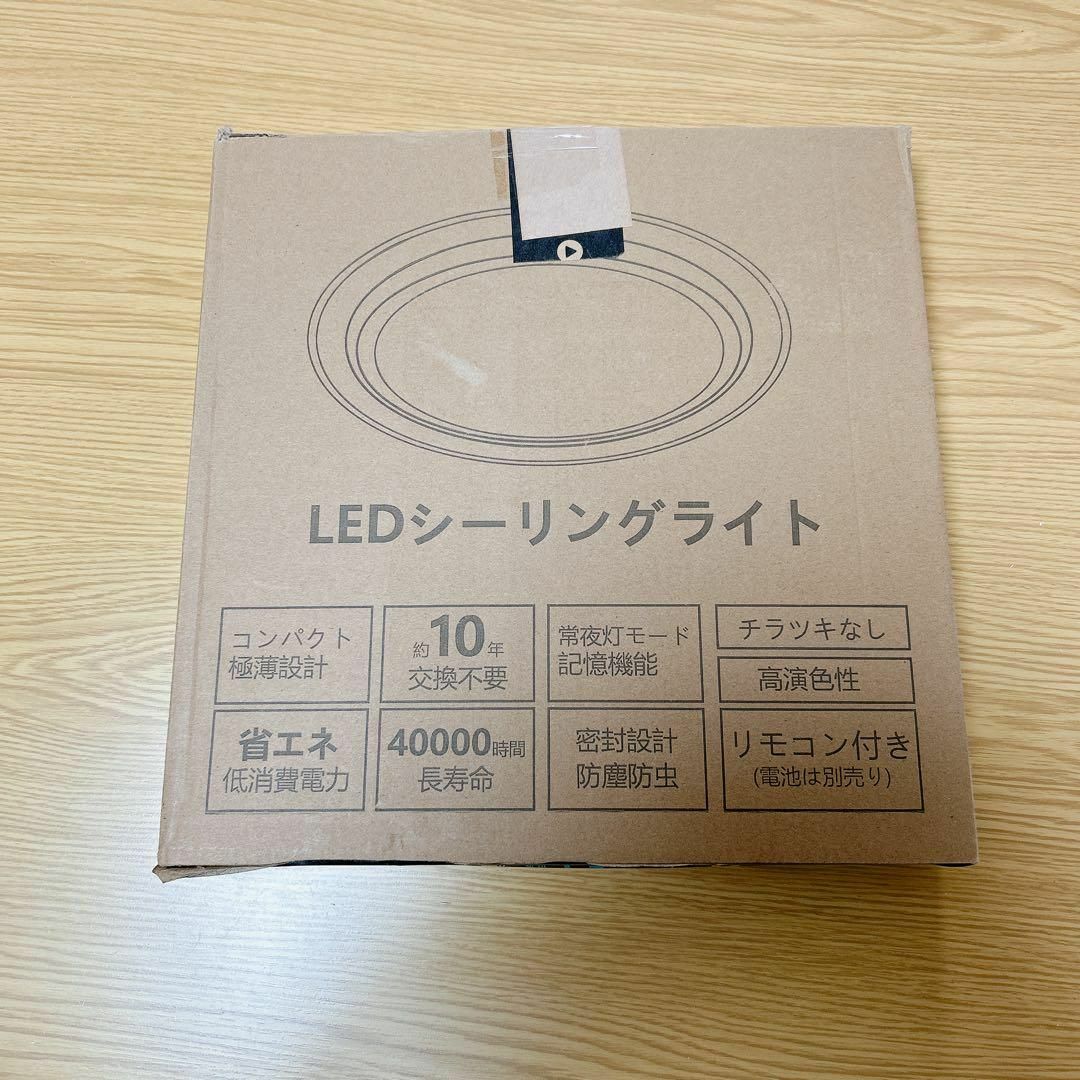 LEDシーリングライト
コンパクト
極薄設計
約10年
交換不要
常夜灯モード
記憶機能
チラツキなし
高演色性
省エネ
低消費電力
40000時間
長寿命
密封設計
防塵防虫
リモコン付き
(電池は別売り)